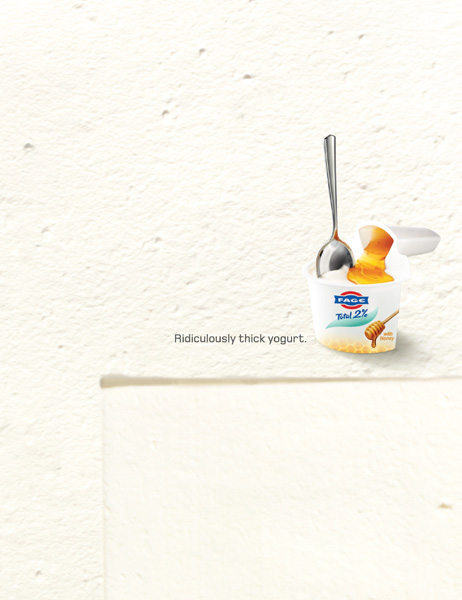 Ridiculously thick yogurt.
FAGE
Total 2%
with
Honey